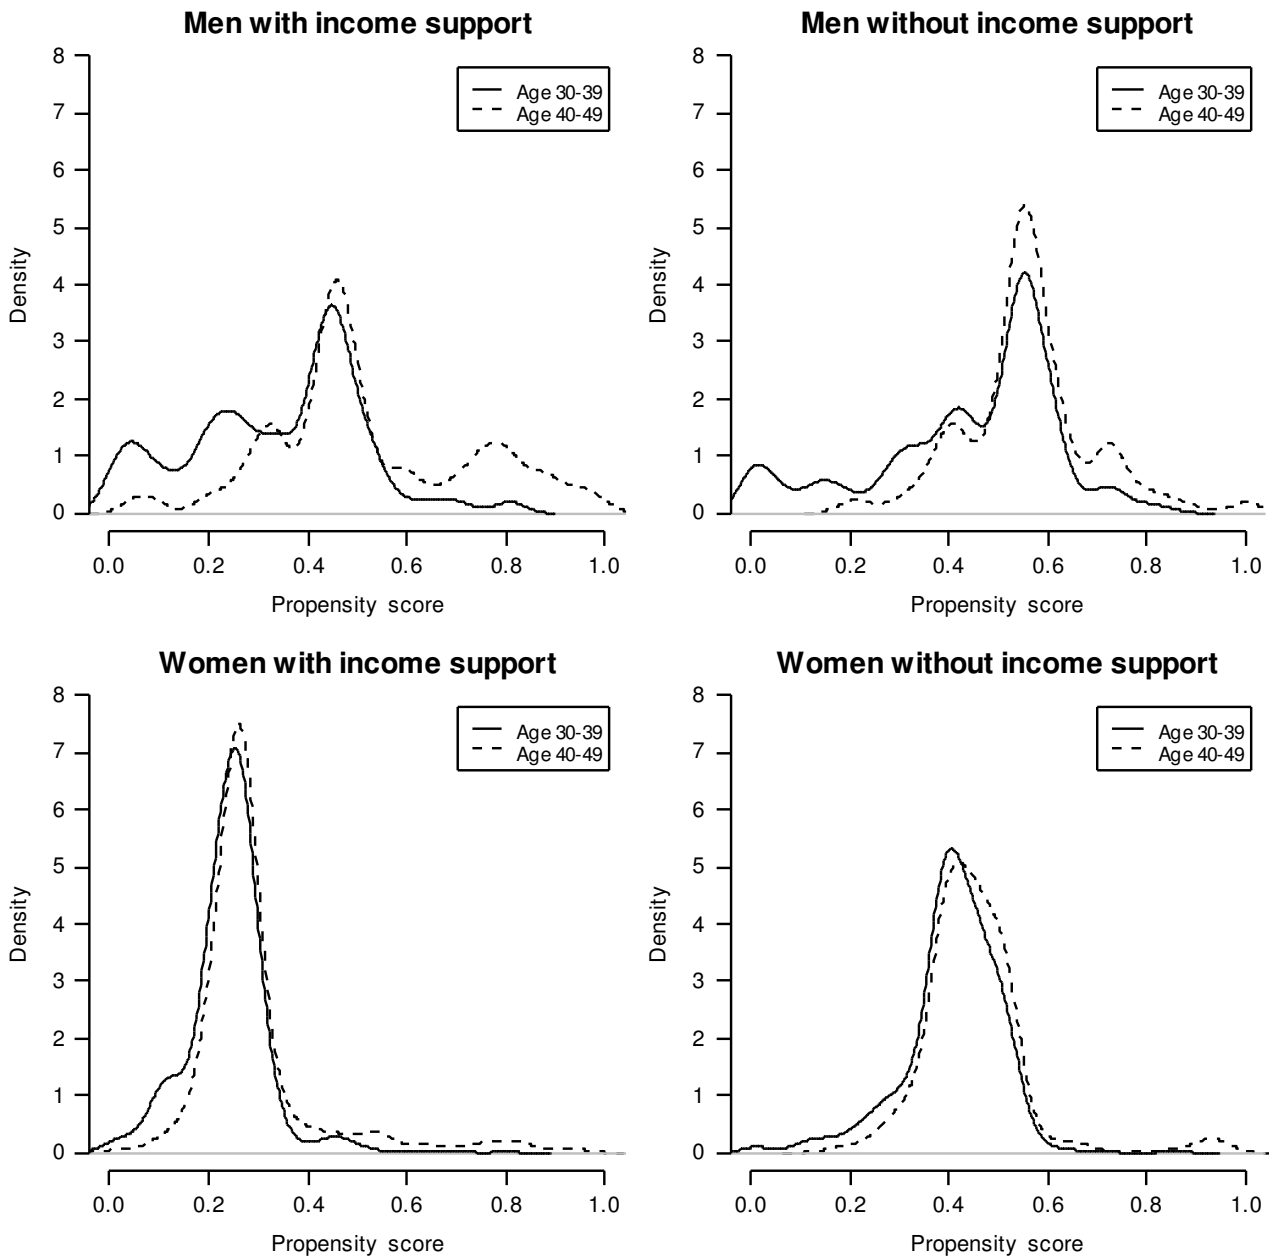 Men with income support
8
7
6
5
4
3
2
1
0
Density
Age 30-39
Age 40-49
0.0 0.2 0.4 0.6 0.8 1.0
Propensity score
Men without income support
8
7
6
5
4
3
2
1
0
Density
Age 30-39
Age 40-49
0.0 0.2 0.4 0.6 0.8 1.0
Propensity score
Women with income support
8
7
6
5
4
3
2
1
0
Density
Age 30-39
Age 40-49
0.0 0.2 0.4 0.6 0.8 1.0
Propensity score
Women without income support
8
7
6
5
4
3
2
1
0
Density
Age 30-39
Age 40-49
0.0 0.2 0.4 0.6 0.8 1.0
Propensity score